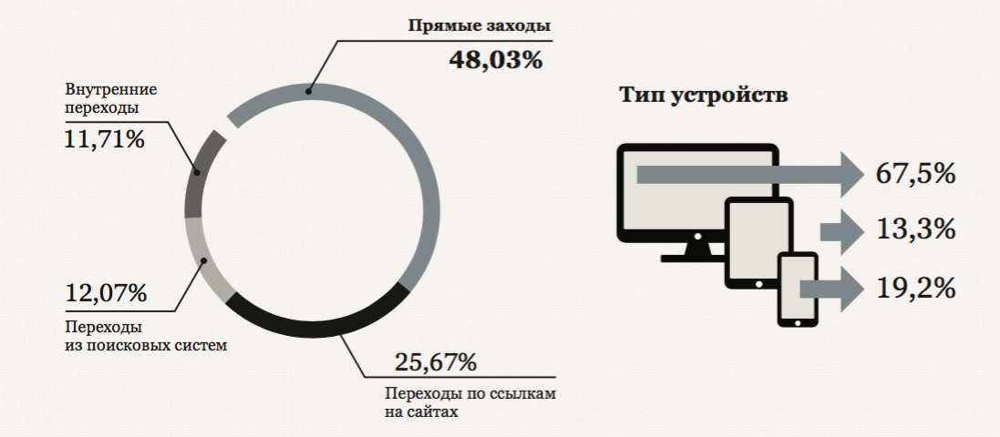 Прямые заходы
48,03%
Внутренние
переходы
11,71%
12,07%
Переходы
из поисковых систем
25,67%
Переходы по ссылкам
на сайтах
Тип устройств
67,5%
13,3%
19,2%